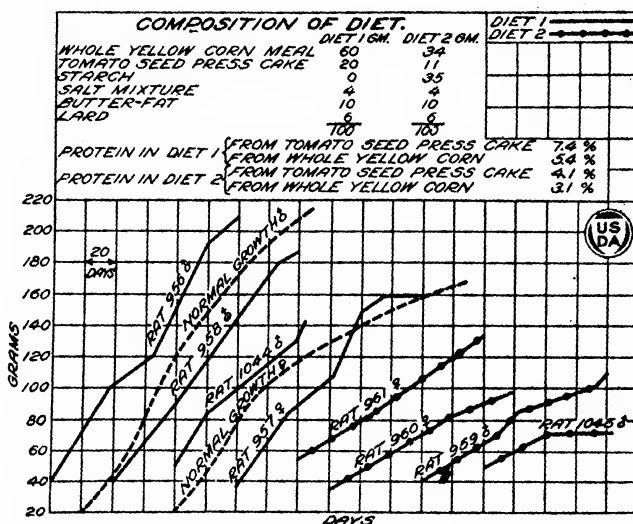 COMPOSITION OF DIET.
DIET 1 GM. DIET 2 GM.
WHOLE YELLOW CORN MEAL 60 34
TOMATO SEED PRESS CAKE 20 11
STARCH 0 35
SALT MIXTURE 4 4
BUTTER-FAT 10 10
LARD 6 6
100 100
DIET 1
DIET 2
PROTEIN IN DIET 1 { FROM TOMATO SEED PRESS CAKE 7.4 %
FROM WHOLE YELLOW CORN 5.4 %
PROTEIN IN DIET 2 { FROM TOMATO SEED PRESS CAKE 4.1 %
FROM WHOLE YELLOW CORN 3.1 %
220
200
180
160
140
120
100
80
60
40
20
GRAMS
20
DAYS
US
DA
RAT 956 ♂
NORMAL GROWTH ♂
RAT 958 ♂
RAT 1044 ♂
NORMAL GROWTH ♀
RAT 957 ♀
RAT 961 ♀
RAT 960 ♂
RAT 959 ♂
RAT 1045 ♂
DAYS